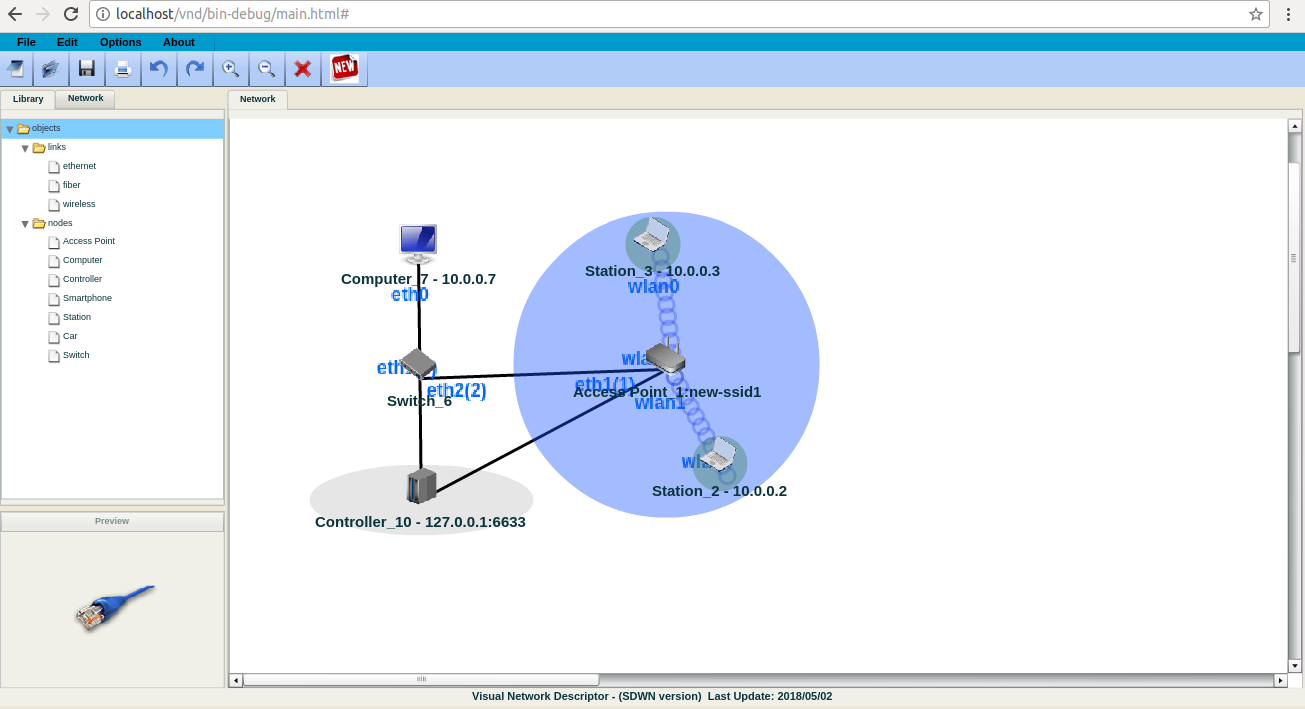 localhost/vnd/bin-debug/main.html#
File Edit Options About
NEW
Library Network
Network
objects
links
ethernet
fiber
wireless
nodes
Access Point
Computer
Controller
Smartphone
Station
Car
Switch
Preview
Computer_7 - 10.0.0.7
eth0
Station_3 - 10.0.0.3
wlan0
eth2(2)
Switch_6
eth1(1)
Access Point_1:new-ssid1
wlan1
Station_2 - 10.0.0.2
Controller_10 - 127.0.0.1:6633
Visual Network Descriptor - (SDWN version) Last Update: 2018/05/02